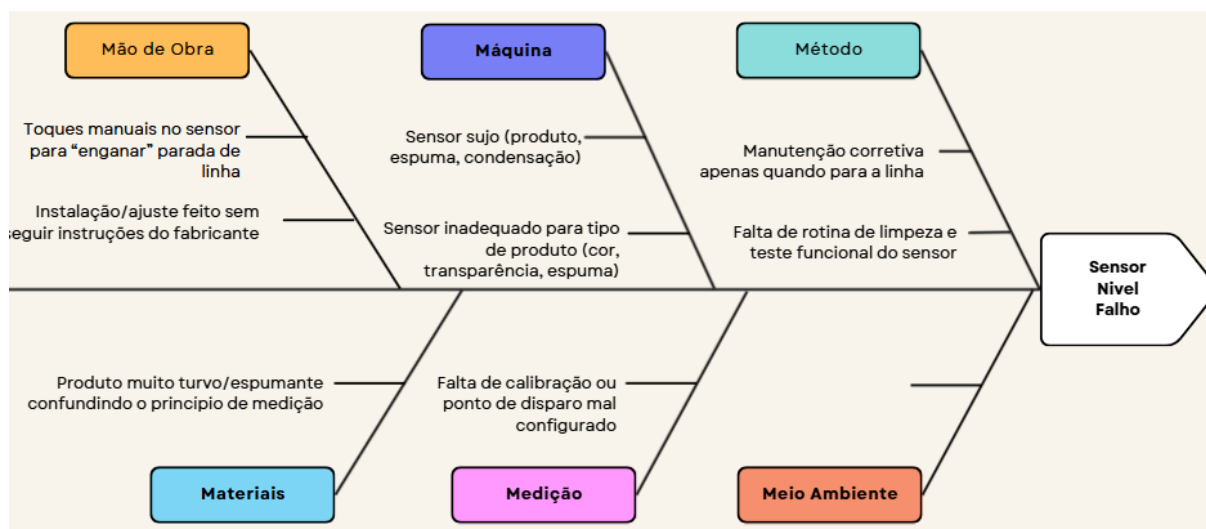 Mão de Obra
Máquina
Método
Toques manuais no sensor
para “enganar” parada de
linha
Instalação/ajuste feito sem
seguir instruções do fabricante
Sensor sujo (produto,
espuma, condensação)
Sensor inadequado para tipo
de produto (cor,
transparência, espuma)
Manutenção corretiva
apenas quando para a linha
Falta de rotina de limpeza e
teste funcional do sensor
Sensor
Nivel
Falho
Produto muito turvo/espumante
confundindo o princípio de medição
Falta de calibração ou
ponto de disparo mal
configurado
Materiais
Medição
Meio Ambiente